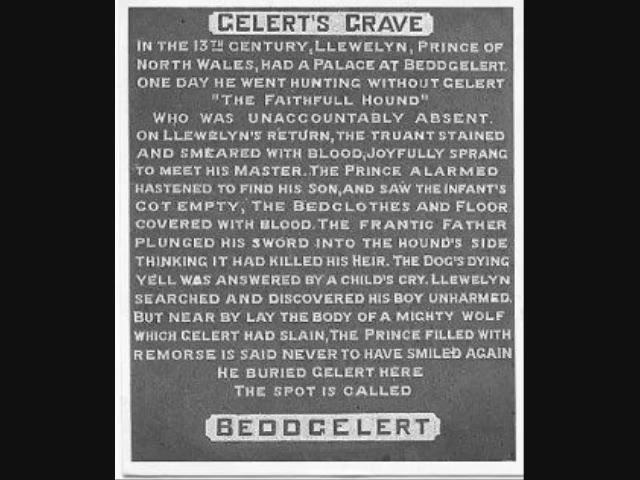 GELERT'S GRAVE
IN THE 13TH CENTURY, LLEWELYN, PRINCE OF
NORTH WALES, HAD A PALACE AT BEDDGELERT.
ONE DAY HE WENT HUNTING WITHOUT GELERT
"THE FAITHFULL HOUND"
WHO WAS UNACCOUNTABLY ABSENT.
ON LLEWELYN'S RETURN, THE TRUANT STAINED
AND SMEARED WITH BLOOD, JOYFULLY SPRANG
TO MEET HIS MASTER. THE PRINCE ALARMED
HASTENED TO FIND HIS SON, AND SAW THE INFANT'S
COT EMPTY, THE BEDCLOTHES AND FLOOR
COVERED WITH BLOOD. THE FRANTIC FATHER
PLUNGED HIS SWORD INTO THE HOUND'S SIDE
THINKING IT HAD KILLED HIS HEIR. THE DOG'S DYING
YELL WAS ANSWERED BY A CHILD'S CRY. LLEWELYN
SEARCHED AND DISCOVERED HIS BOY UNHARMED,
BUT NEAR BY LAY THE BODY OF A MIGHTY WOLF
WHICH GELERT HAD SLAIN, THE PRINCE FILLED WITH
REMORSE IS SAID NEVER TO HAVE SMILED AGAIN
HE BURIED GELERT HERE
THE SPOT IS CALLED
BEDDGELERT